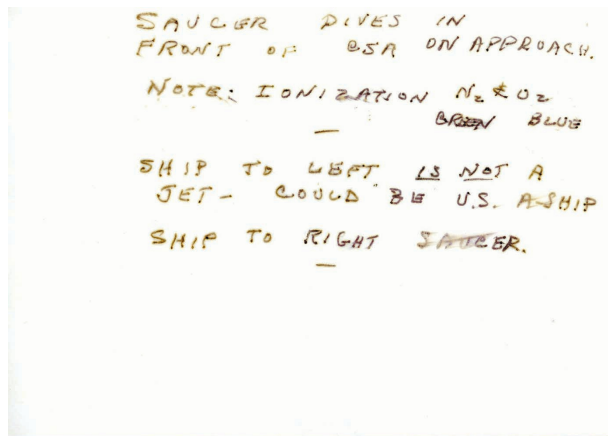 SAUCER DIVES IN
FRONT OF CSA ON APPROACH.
NOTE: IONIZATION N₂ & O₂
GREEN BLUE
—
SHIP TO LEFT IS NOT A
JET - COULD BE U.S. A-SHIP
SHIP TO RIGHT SAUCER.
—